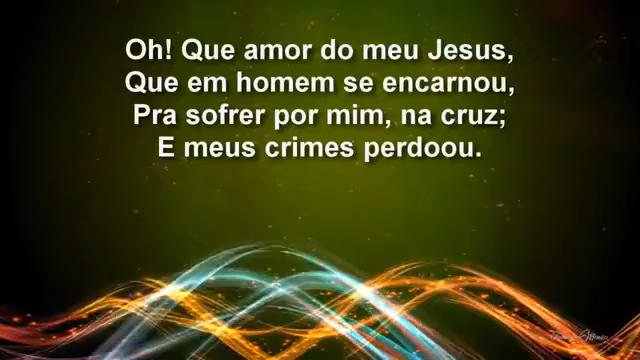 Oh! Que amor do meu Jesus,
Que em homem se encarnou,
Pra sofrer por mim, na cruz;
E meus crimes perdoou.